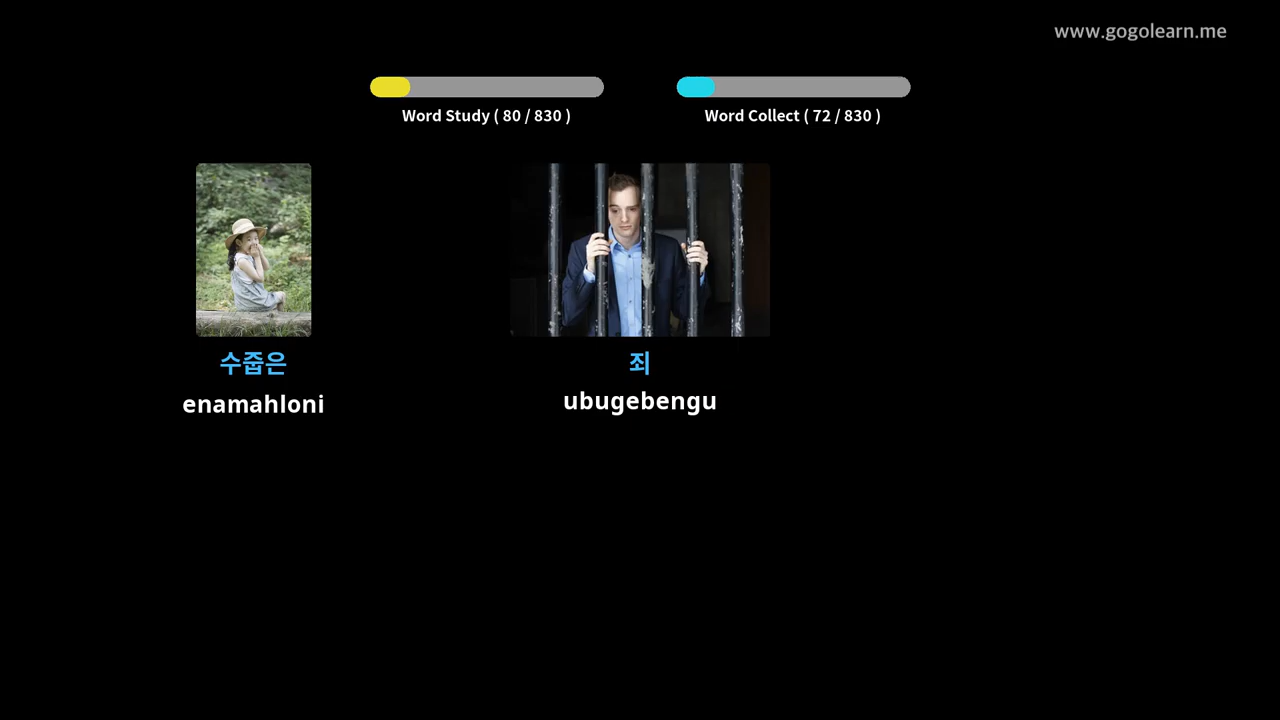 www.gogolearn.me
Word Study ( 80 / 830 )
Word Collect ( 72 / 830 )
수줍은
enamahloni
죄
ubugebengu